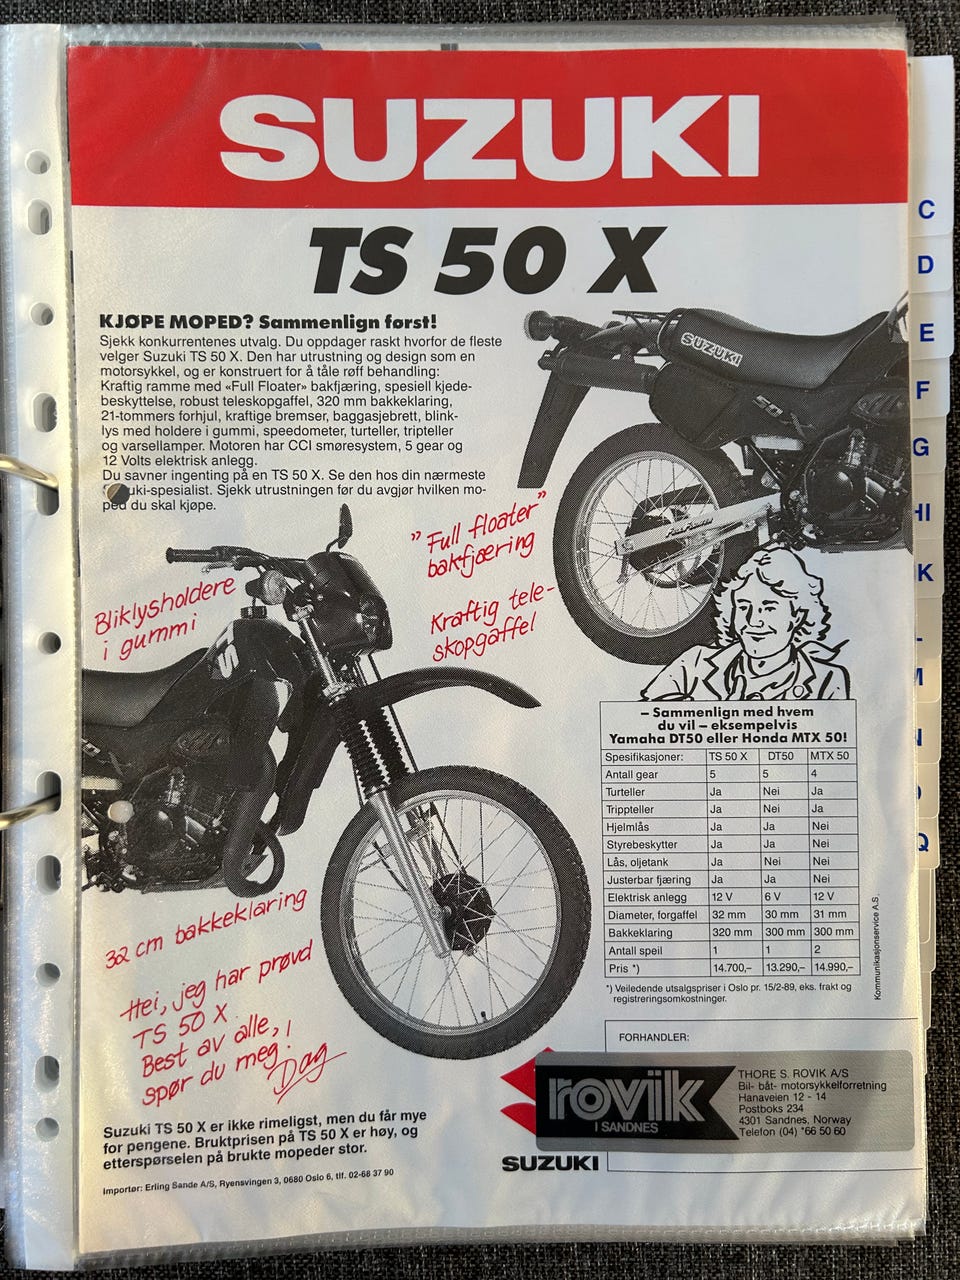 SUZUKI
TS 50 X
KJØPE MOPED? Sammenlign først!
Sjekk konkurrentenes utvalg. Du oppdager raskt hvorfor de fleste
velger Suzuki TS 50 X. Den har utrustning og design som en
motorsykkel, og er konstruert for å tåle røff behandling:
Kraftig ramme med «Full Floater» bakfjæring, spesiell kjede-
beskyttelse, robust teleskopgaffel, 320 mm bakkeklaring,
21-tommers forhjul, kraftige bremser, baggasjebrett, blink-
lys med holdere i gummi, speedometer, turteller, tripteller
og varsellamper. Motoren har CCI smøresystem, 5 gear og
12 Volts elektrisk anlegg.
Du savner ingenting på en TS 50 X. Se den hos din nærmeste
uki-spesialist. Sjekk utrustningen før du avgjør hvilken mo-
ped du skal kjøpe.
SUZUKI
50
"Full floater"
bakfjæring
Kraftig tele-
skopgaffel
Bliklysholdere
i gummi
– Sammenlign med hvem
du vil – eksempelvis
Yamaha DT50 eller Honda MTX 50!
Spesifikasjoner: TS 50 X DT50 MTX 50
Antall gear 5 5 4
Turteller Ja Nei Ja
Trippteller Ja Nei Ja
Hjelmlås Ja Ja Nei
Styrebeskytter Ja Ja Nei
Lås, oljetank Ja Nei Nei
Justerbar fjæring Ja Ja Nei
Elektrisk anlegg 12 V 6 V 12 V
Diameter, forgaffel 32 mm 30 mm 31 mm
Bakkeklaring 320 mm 300 mm 300 mm
Antall speil 1 1 2
Pris *) 14.700,– 13.290,– 14.990,–
*) Veiledende utsalgspriser i Oslo pr. 15/2-89, eks. frakt og
registreringsomkostninger.
Kommunikasjonservice A.S.
32 cm bakkeklaring
Hei, jeg har prøvd
TS 50 X.
Best av alle,
spør du meg!
Dag
Suzuki TS 50 X er ikke rimeligst, men du får mye
for pengene. Bruktprisen på TS 50 X er høy, og
etterspørselen på brukte mopeder stor.
Importør: Erling Sande A/S, Ryensvingen 3, 0680 Oslo 6, tlf. 02-68 37 90
FORHANDLER:
rovik
I SANDNES
THORE S. ROVIK A/S
Bil- båt- motorsykkelforretning
Hanaveien 12 - 14
Postboks 234
4301 Sandnes, Norway
Telefon (04) *66 50 60
SUZUKI
C
D
E
F
G
HI
K
L
M
N
Q